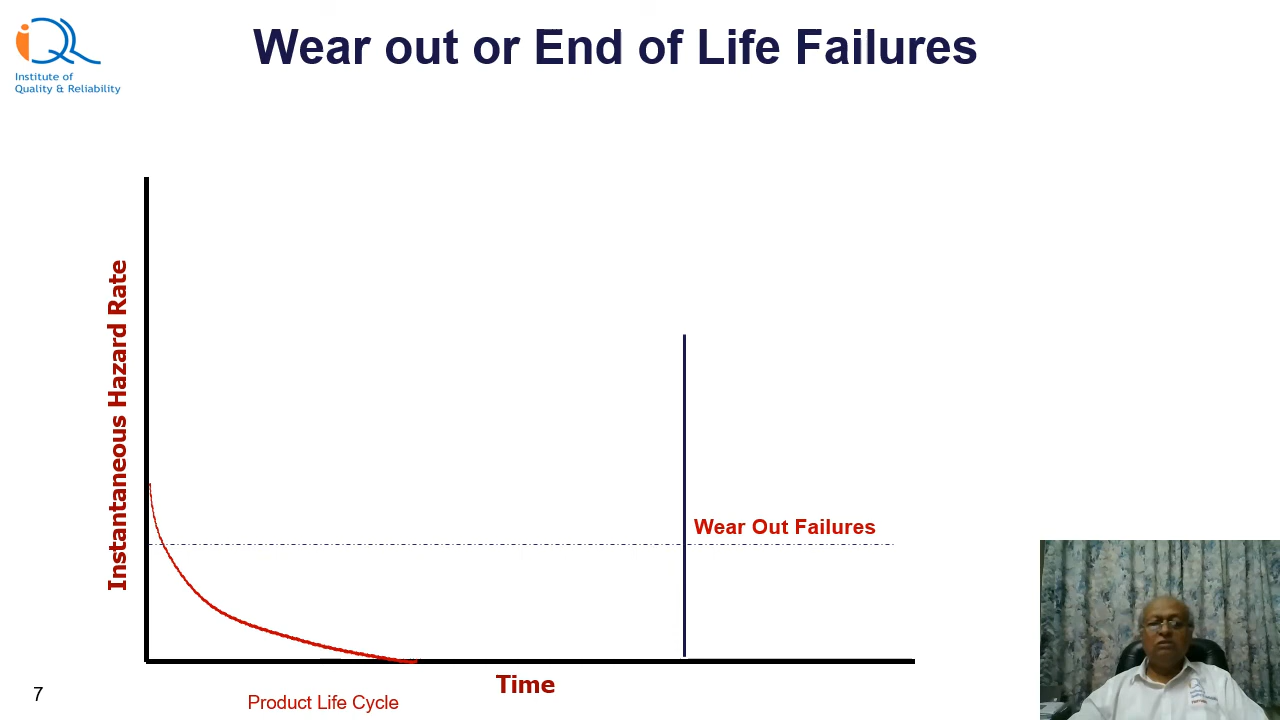 Wear out or End of Life Failures
iQR
Institute of
Quality & Reliability
Instantaneous Hazard Rate
Wear Out Failures
Time
Product Life Cycle
7